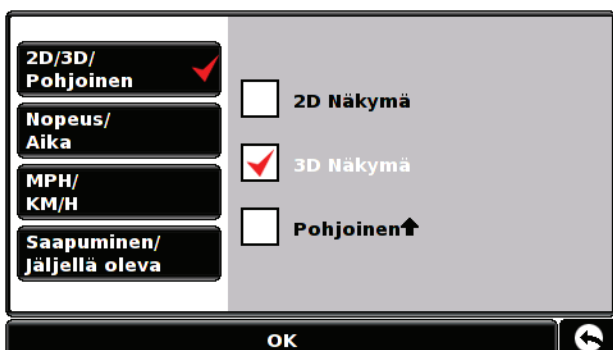 2D/3D/
Pohjoinen
Nopeus/
Aika
MPH/
KM/H
Saapuminen/
Jäljellä oleva
2D Näkymä
3D Näkymä
Pohjoinen
OK